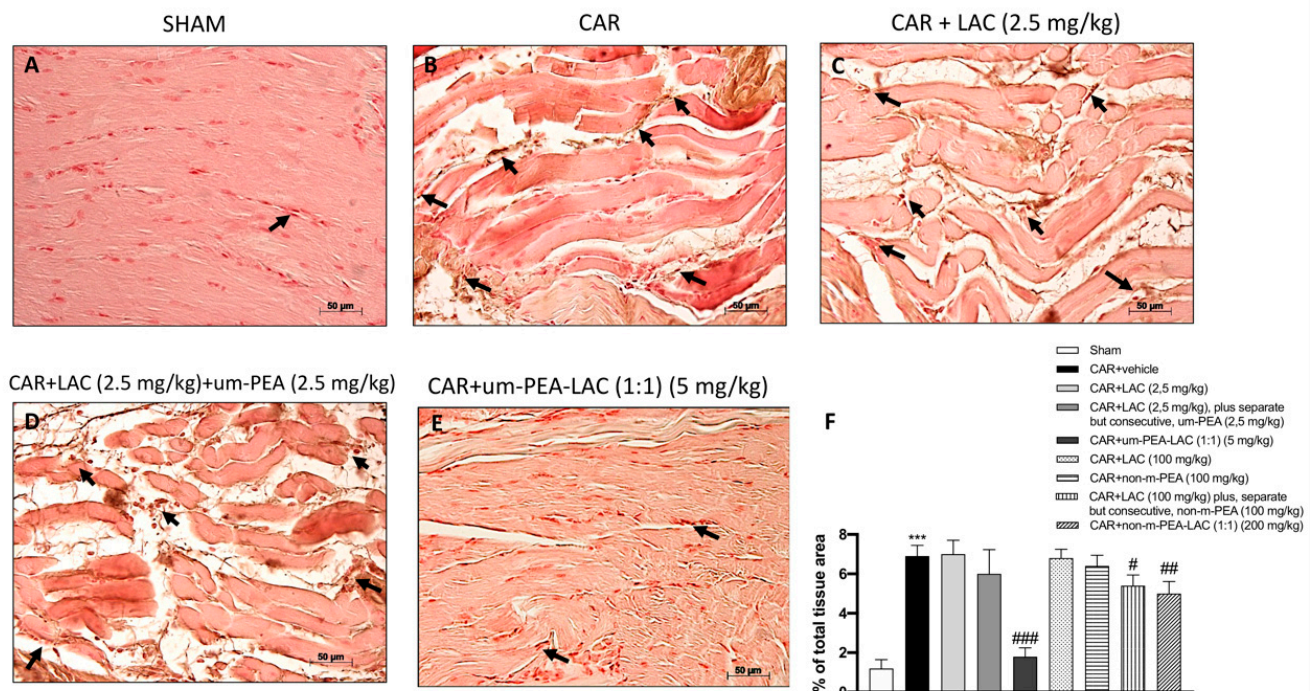 SHAM
CAR
CAR + LAC (2.5 mg/kg)
A
B
C
50 µm
50 µm
50 µm
CAR+LAC (2.5 mg/kg)+um-PEA (2.5 mg/kg)
CAR+um-PEA-LAC (1:1) (5 mg/kg)
D
E
50 µm
50 µm
F
Sham
CAR+vehicle
CAR+LAC (2,5 mg/kg)
CAR+LAC (2,5 mg/kg), plus separate
but consecutive, um-PEA (2,5 mg/kg)
CAR+um-PEA-LAC (1:1) (5 mg/kg)
CAR+LAC (100 mg/kg)
CAR+non-m-PEA (100 mg/kg)
CAR+LAC (100 mg/kg) plus, separate
but consecutive, non-m-PEA (100 mg/kg)
CAR+non-m-PEA-LAC (1:1) (200 mg/kg)
% of total tissue area
8
6
4
2
***
###
#
##